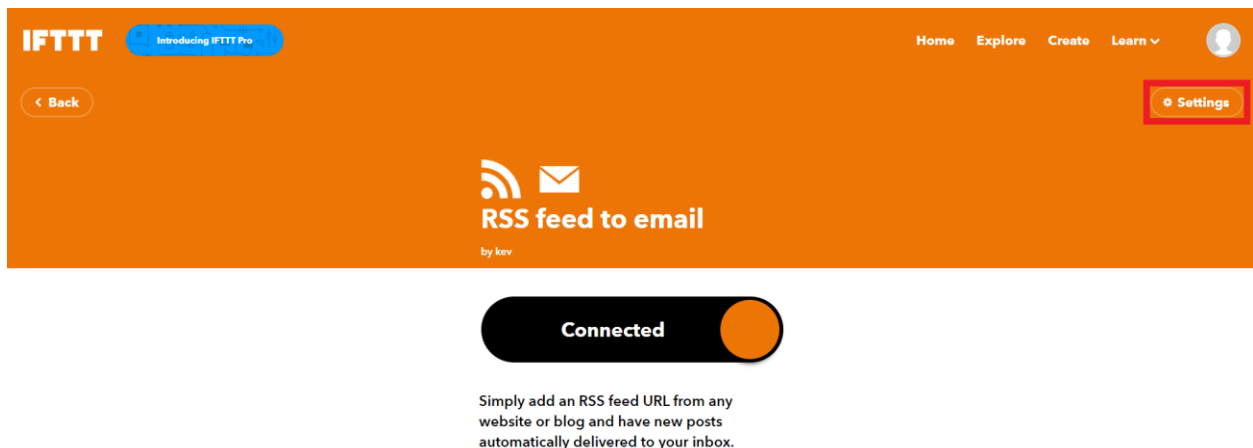 IFTTT Introducing IFTTT Pro Home Explore Create Learn
Back Settings
RSS feed to email
by kev
Connected
Simply add an RSS feed URL from any
website or blog and have new posts
automatically delivered to your inbox.